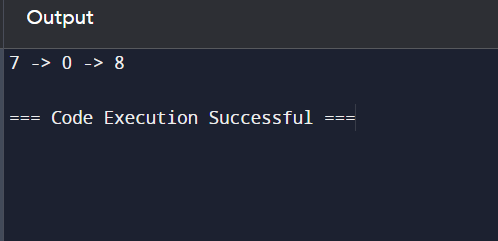 Output
7 -> 0 -> 8
=== Code Execution Successful ===